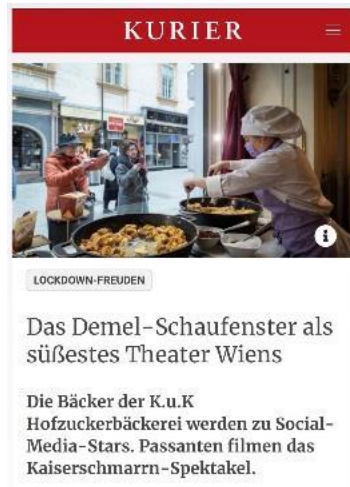 KURIER
i
LOCKDOWN-FREUDEN
Das Demel-Schaufenster als
süßestes Theater Wiens
Die Bäcker der K.u.K
Hofzuckerbäckerei werden zu Social-
Media-Stars. Passanten filmen das
Kaiserschmarrn-Spektakel.